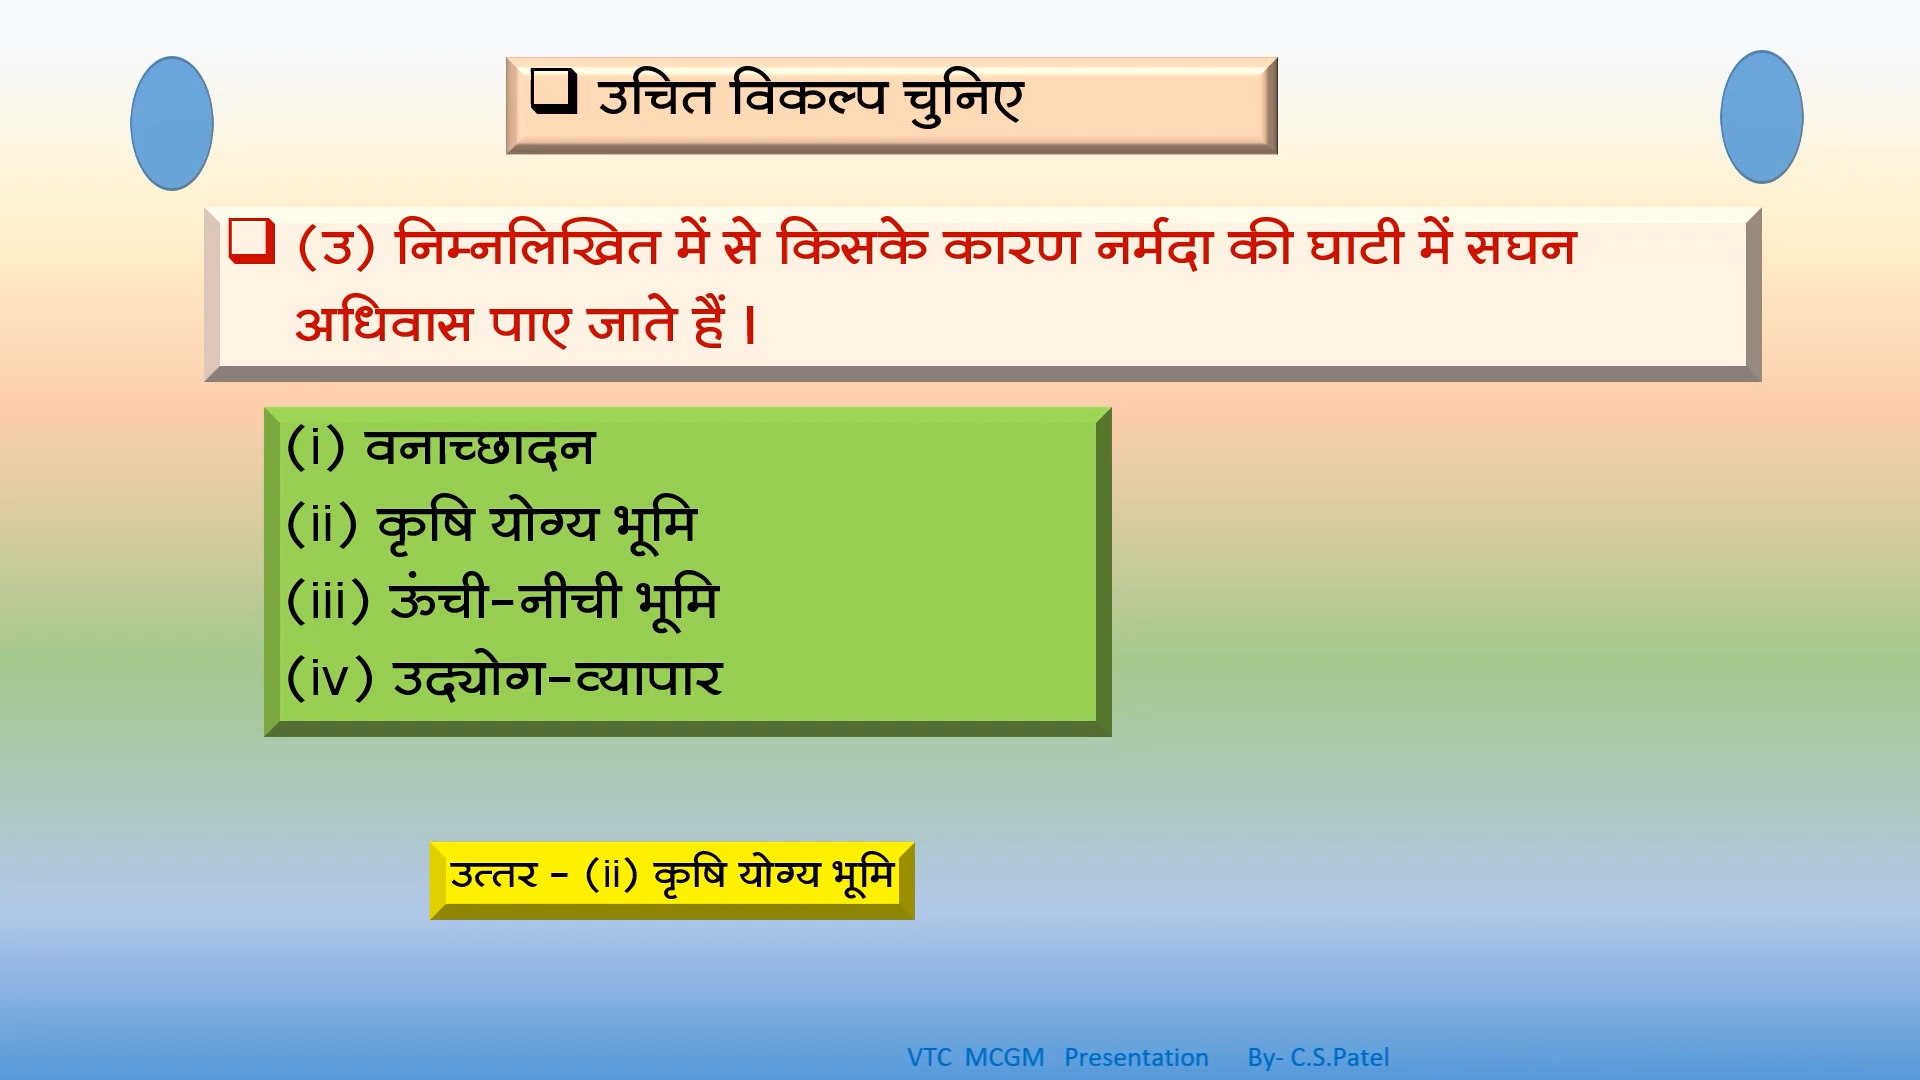 ❑ उचित विकल्प चुनिए
❑ (उ) निम्नलिखित में से किसके कारण नर्मदा की घाटी में सघन
अधिवास पाए जाते हैं ।
(i) वनाच्छादन
(ii) कृषि योग्य भूमि
(iii) ऊंची-नीची भूमि
(iv) उद्योग-व्यापार
उत्तर - (ii) कृषि योग्य भूमि
VTC MCGM Presentation By- C.S.Patel